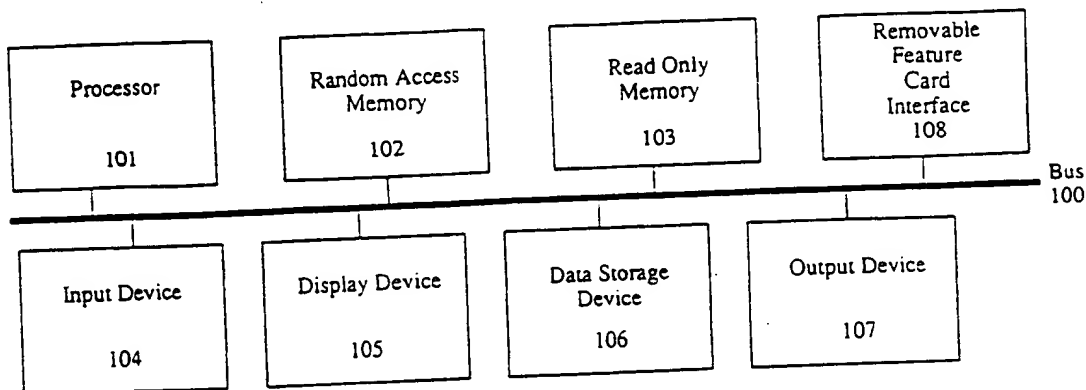 Processor
101
Random Access
Memory
102
Read Only
Memory
103
Removable
Feature
Card
Interface
108
Bus
100
Input Device
104
Display Device
105
Data Storage
Device
106
Output Device
107